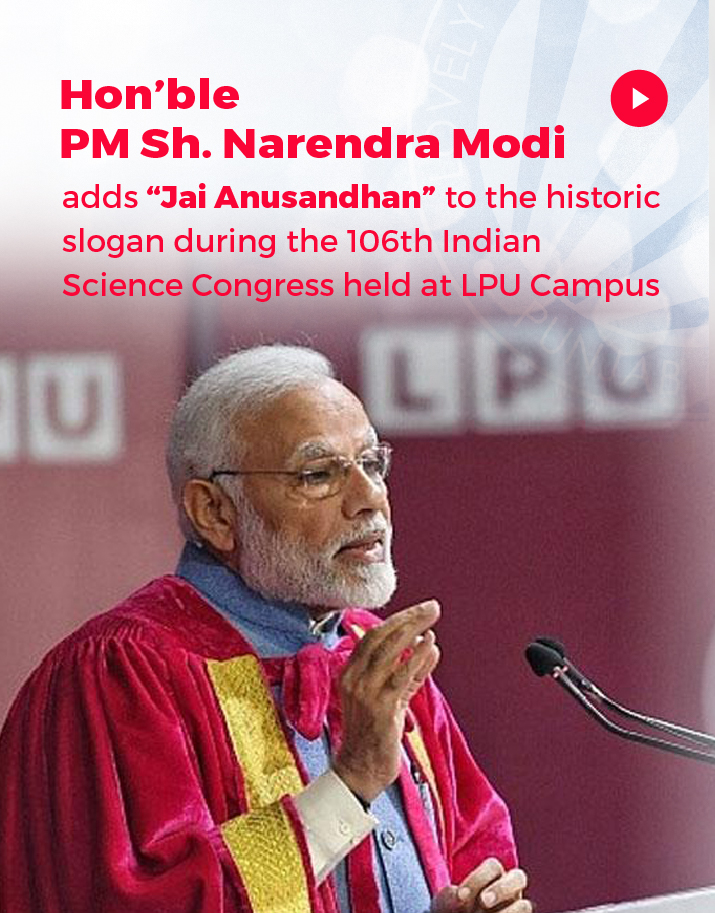 Hon’ble
PM Sh. Narendra Modi
adds “Jai Anusandhan” to the historic
slogan during the 106th Indian
Science Congress held at LPU Campus
U
LPU